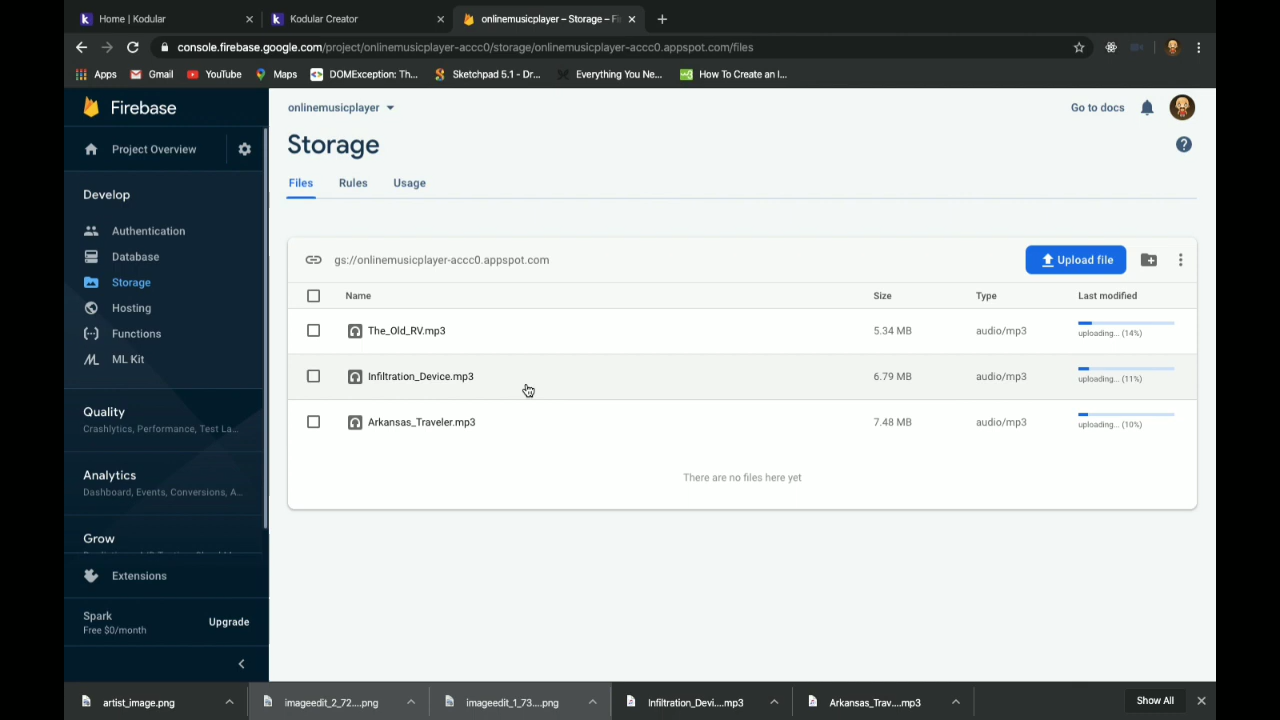 Home | Kodular
Kodular Creator
onlinemusicplayer – Storage – Fi
console.firebase.google.com/project/onlinemusicplayer-accc0/storage/onlinemusicplayer-accc0.appspot.com/files
Apps
Gmail
YouTube
Maps
DOMException: Th...
Sketchpad 5.1 - Dr...
Everything You Ne...
How To Create an I...
Firebase
onlinemusicplayer
Go to docs
Project Overview
Storage
Develop
Files
Rules
Usage
Authentication
Database
Storage
Hosting
Functions
ML Kit
gs://onlinemusicplayer-accc0.appspot.com
Upload file
Name
Size
Type
Last modified
The_Old_RV.mp3
5.34 MB
audio/mp3
uploading... (14%)
Infiltration_Device.mp3
6.79 MB
audio/mp3
uploading... (11%)
Arkansas_Traveler.mp3
7.48 MB
audio/mp3
uploading... (10%)
There are no files here yet
Quality
Crashlytics, Performance, Test La...
Analytics
Dashboard, Events, Conversions, A...
Grow
Extensions
Spark
Free $0/month
Upgrade
artist_image.png
imageedit_2_72....png
imageedit_1_73....png
Infiltration_Devi....mp3
Arkansas_Trav....mp3
Show All